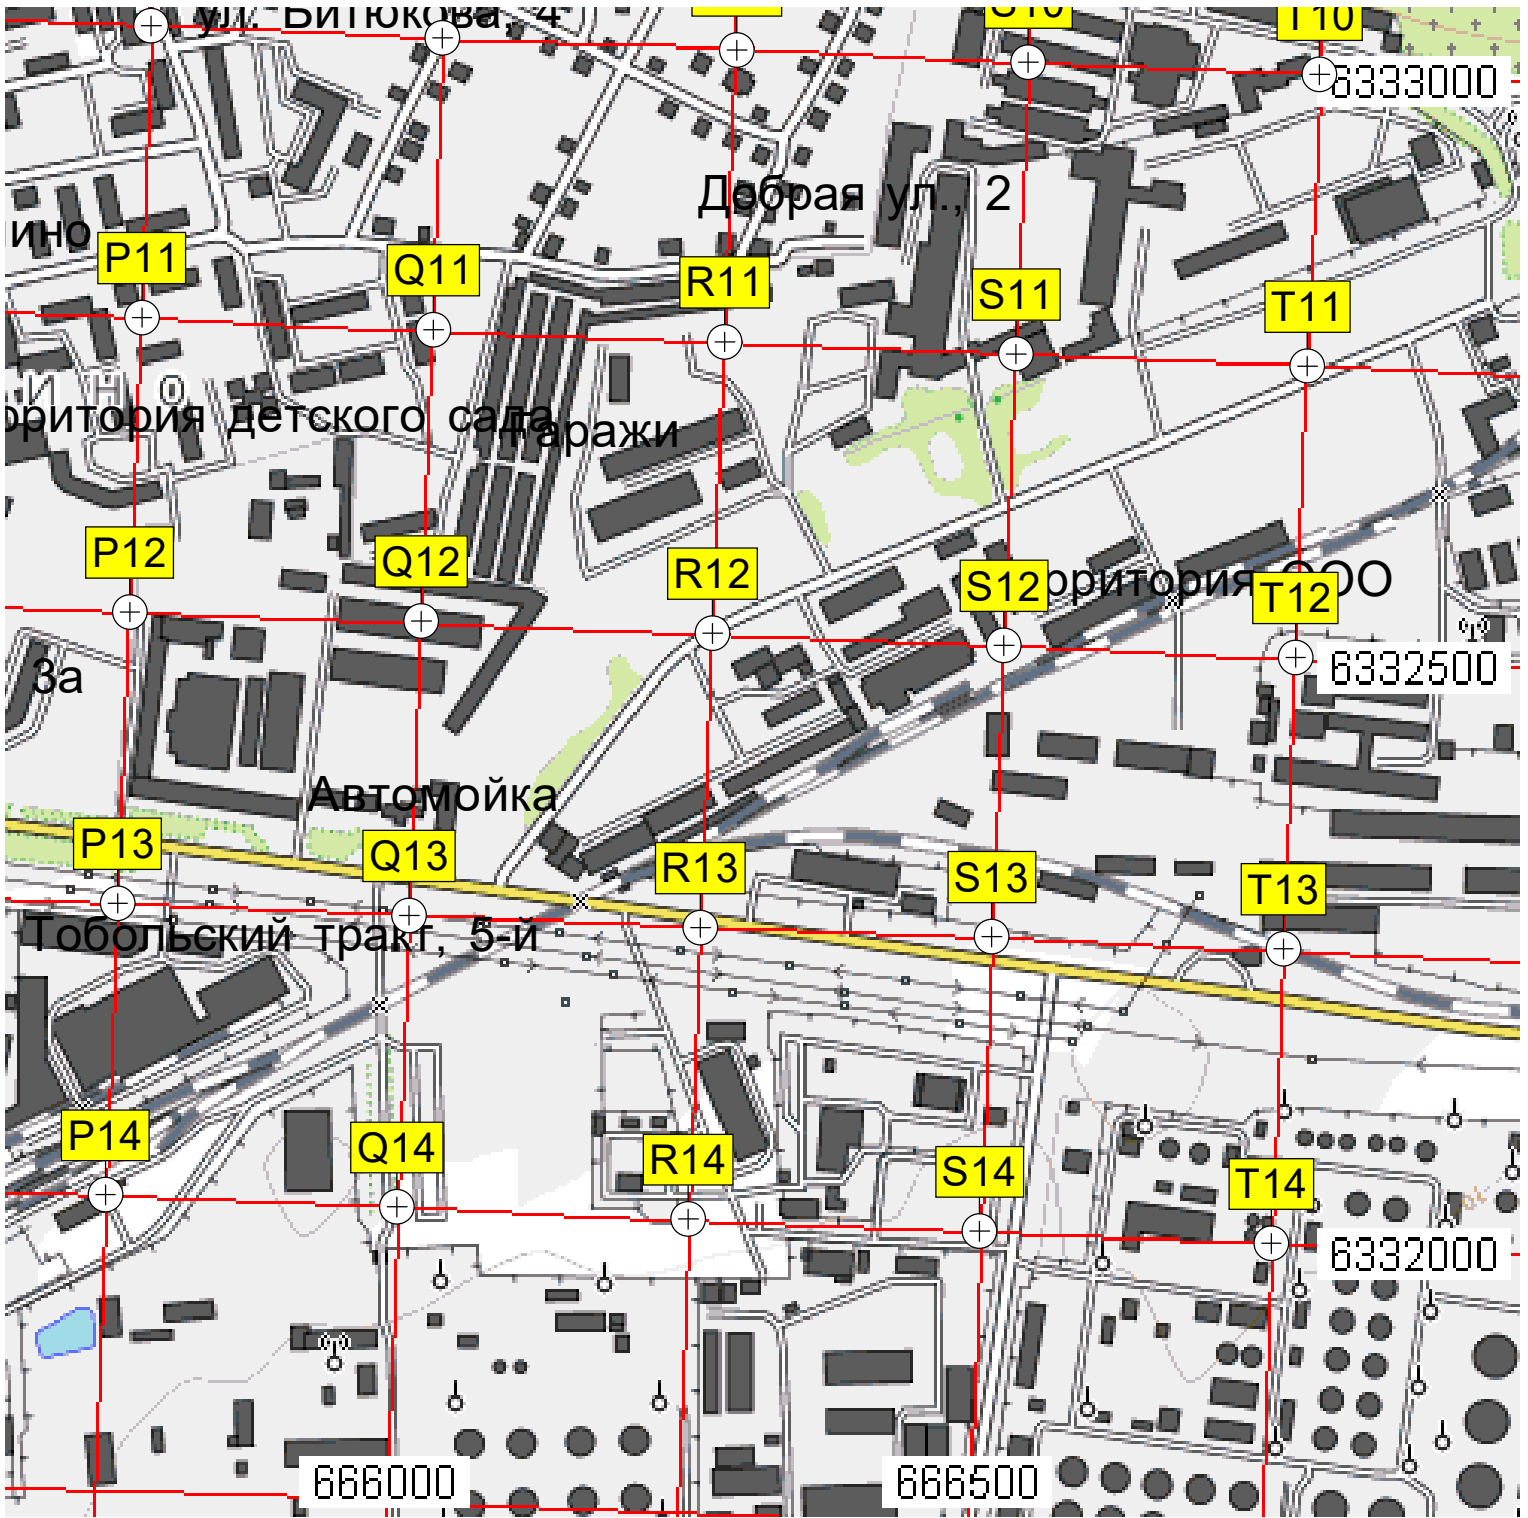 ул. Битюкова, 4
S10
T10
6333000
Добрая ул., 2
ино
P11
Q11
R11
S11
T11
и н о
рритория детского сада
Гаражи
P12
Q12
R12
S12
рритория ООО
T12
3а
6332500
Автомойка
P13
Q13
R13
S13
T13
Тобольский тракт, 5-й
P14
Q14
R14
S14
T14
6332000
666000
666500